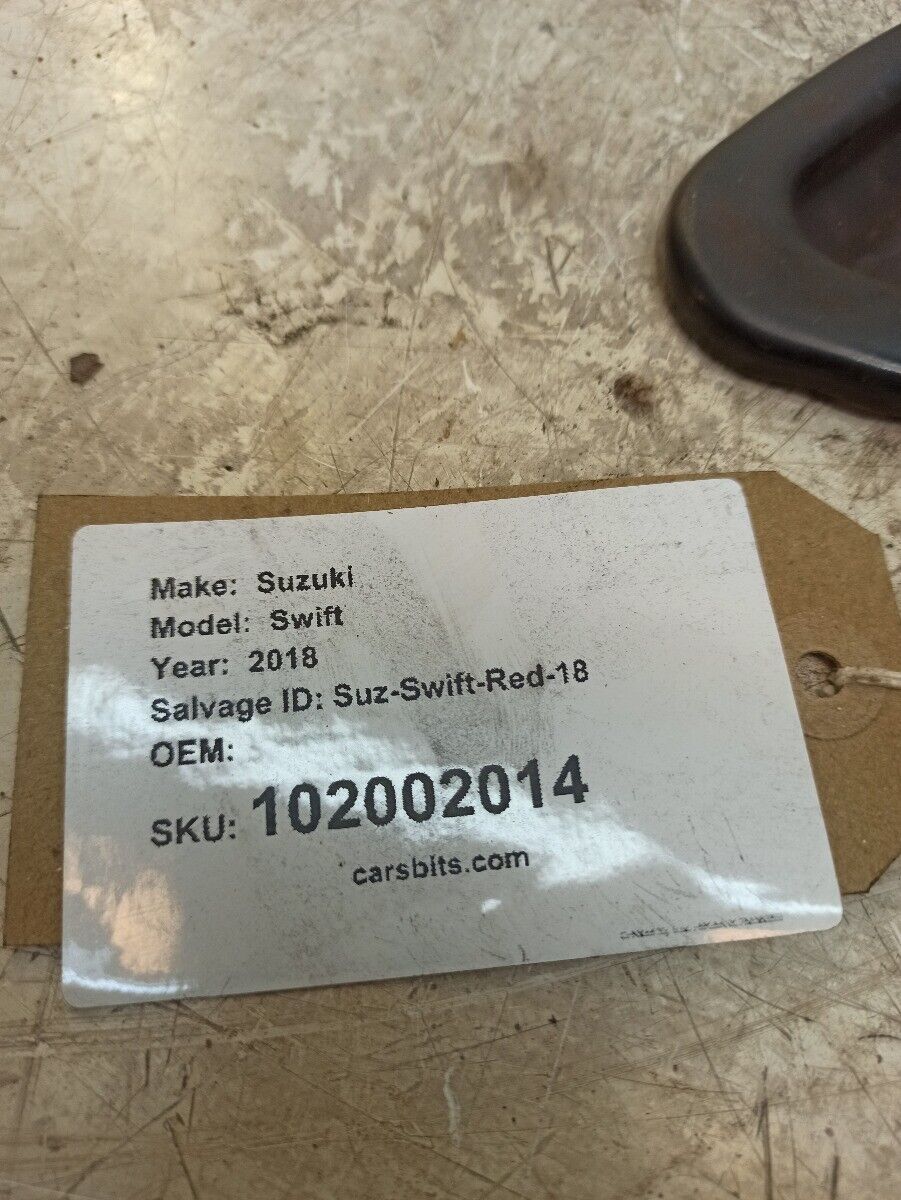 Make: Suzuki
Model: Swift
Year: 2018
Salvage ID: Suz-Swift-Red-18
OEM:
SKU: 102002014
carsbits.com